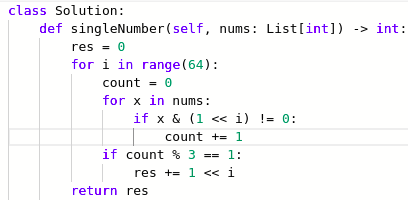 class Solution:
    def singleNumber(self, nums: List[int]) -> int:
        res = 0
        for i in range(64):
            count = 0
            for x in nums:
                if x & (1 << i) != 0:
                    count += 1
            if count % 3 == 1:
                res += 1 << i
        return res